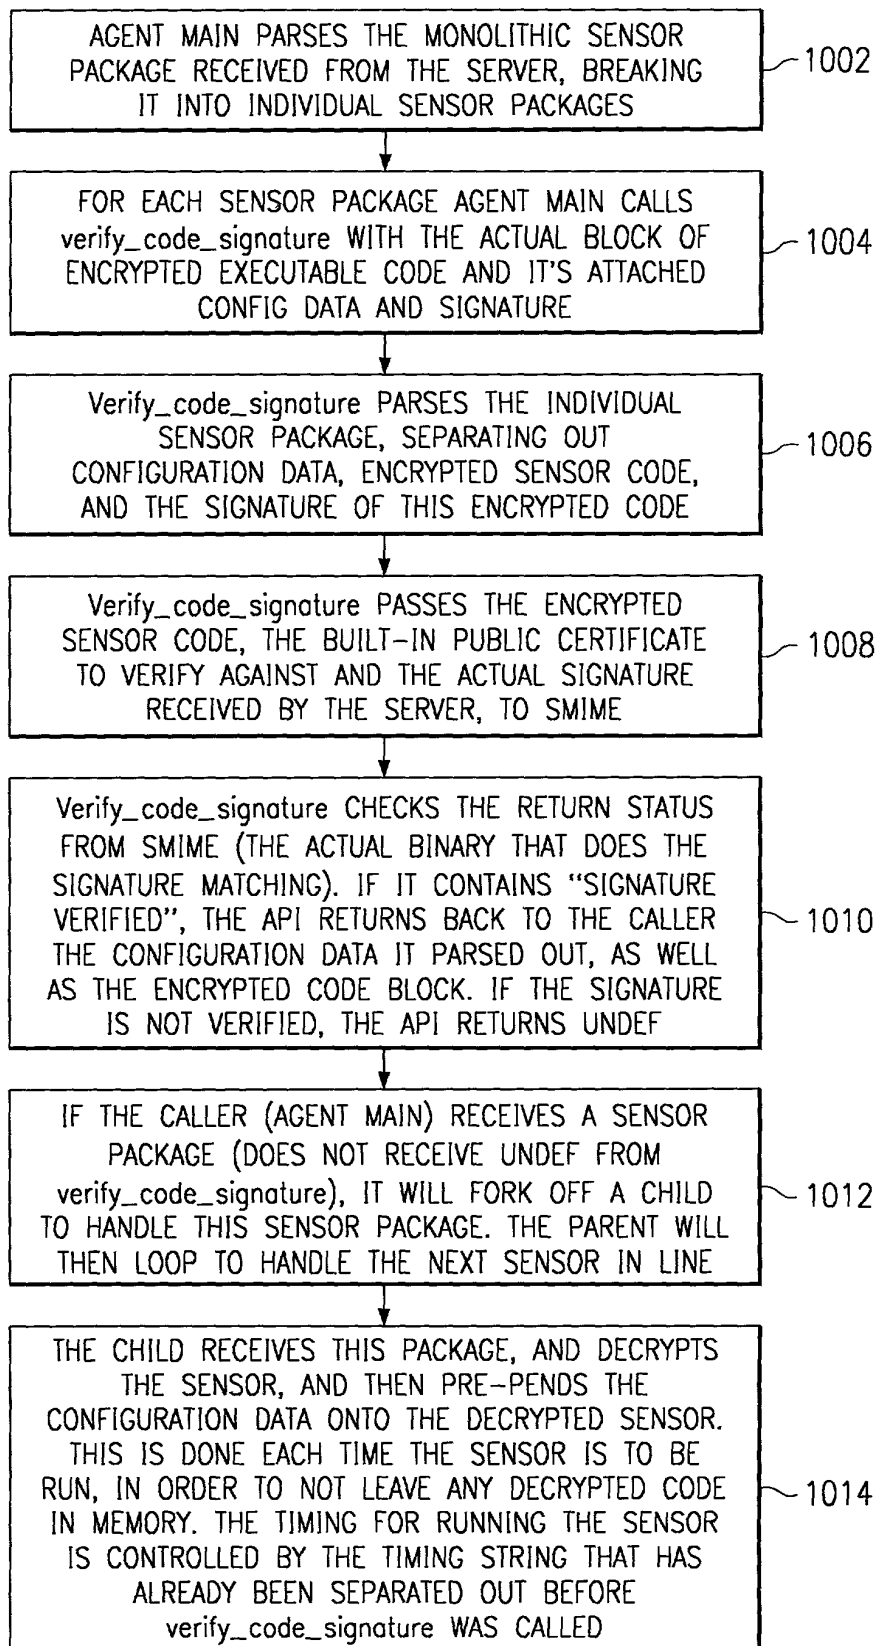 AGENT MAIN PARSES THE MONOLITHIC SENSOR
PACKAGE RECEIVED FROM THE SERVER, BREAKING
IT INTO INDIVIDUAL SENSOR PACKAGES
1002
FOR EACH SENSOR PACKAGE AGENT MAIN CALLS
verify_code_signature WITH THE ACTUAL BLOCK OF
ENCRYPTED EXECUTABLE CODE AND IT'S ATTACHED
CONFIG DATA AND SIGNATURE
1004
Verify_code_signature PARSES THE INDIVIDUAL
SENSOR PACKAGE, SEPARATING OUT
CONFIGURATION DATA, ENCRYPTED SENSOR CODE,
AND THE SIGNATURE OF THIS ENCRYPTED CODE
1006
Verify_code_signature PASSES THE ENCRYPTED
SENSOR CODE, THE BUILT-IN PUBLIC CERTIFICATE
TO VERIFY AGAINST AND THE ACTUAL SIGNATURE
RECEIVED BY THE SERVER, TO SMIME
1008
Verify_code_signature CHECKS THE RETURN STATUS
FROM SMIME (THE ACTUAL BINARY THAT DOES THE
SIGNATURE MATCHING). IF IT CONTAINS “SIGNATURE
VERIFIED”, THE API RETURNS BACK TO THE CALLER
THE CONFIGURATION DATA IT PARSED OUT, AS WELL
AS THE ENCRYPTED CODE BLOCK. IF THE SIGNATURE
IS NOT VERIFIED, THE API RETURNS UNDEF
1010
IF THE CALLER (AGENT MAIN) RECEIVES A SENSOR
PACKAGE (DOES NOT RECEIVE UNDEF FROM
verify_code_signature), IT WILL FORK OFF A CHILD
TO HANDLE THIS SENSOR PACKAGE. THE PARENT WILL
THEN LOOP TO HANDLE THE NEXT SENSOR IN LINE
1012
THE CHILD RECEIVES THIS PACKAGE, AND DECRYPTS
THE SENSOR, AND THEN PRE-PENDS THE
CONFIGURATION DATA ONTO THE DECRYPTED SENSOR.
THIS IS DONE EACH TIME THE SENSOR IS TO BE
RUN, IN ORDER TO NOT LEAVE ANY DECRYPTED CODE
IN MEMORY. THE TIMING FOR RUNNING THE SENSOR
IS CONTROLLED BY THE TIMING STRING THAT HAS
ALREADY BEEN SEPARATED OUT BEFORE
verify_code_signature WAS CALLED
1014